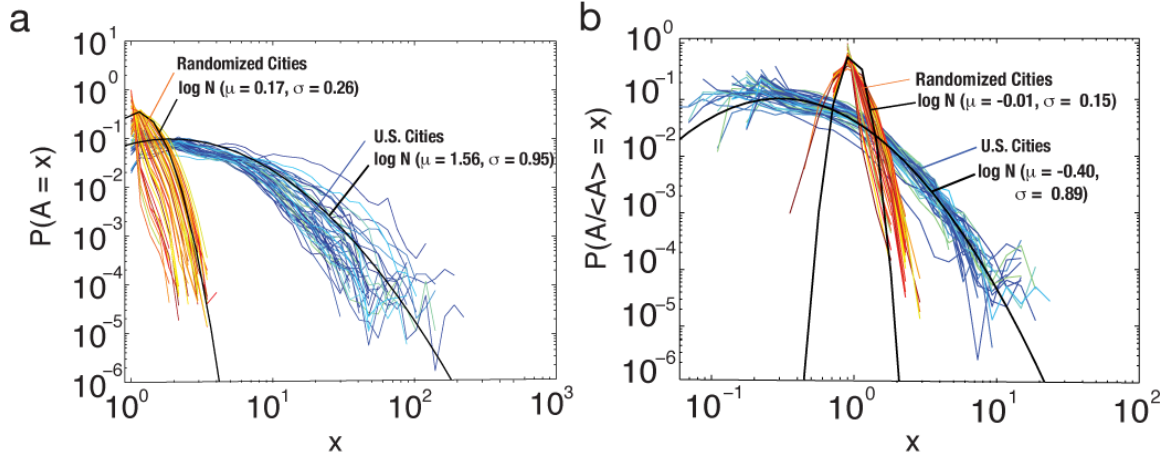 a
P(A = x)
10^1
10^0
10^-1
10^-2
10^-3
10^-4
10^-5
10^-6
Randomized Cities
log N (μ = 0.17, σ = 0.26)
U.S. Cities
log N (μ = 1.56, σ = 0.95)
10^0 10^1 10^2 10^3
x
b
P(A/<A> = x)
10^0
10^-1
10^-2
10^-3
10^-4
10^-5
10^-6
Randomized Cities
log N (μ = -0.01, σ = 0.15)
U.S. Cities
log N (μ = -0.40,
σ = 0.89)
10^-1 10^0 10^1 10^2
x